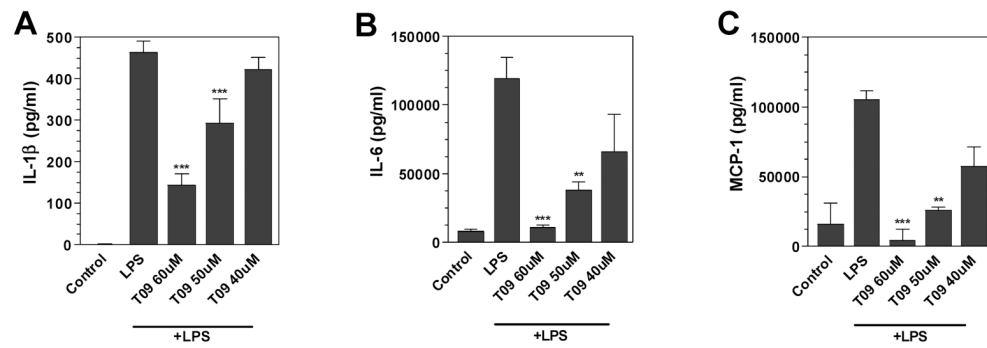 A
IL-1β (pg/ml)
500
400
300
200
100
0
***
***
Control
LPS
T09 60uM
T09 50uM
T09 40uM
+LPS
B
IL-6 (pg/ml)
150000
100000
50000
0
***
**
Control
LPS
T09 60uM
T09 50uM
T09 40uM
+LPS
C
MCP-1 (pg/ml)
150000
100000
50000
0
***
**
Control
LPS
T09 60uM
T09 50uM
T09 40uM
+LPS